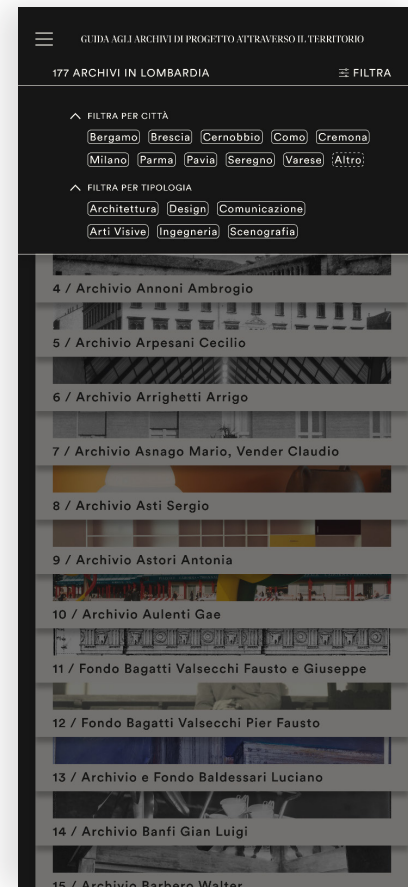 GUIDA AGLI ARCHIVI DI PROGETTO ATTRAVERSO IL TERRITORIO
177 ARCHIVI IN LOMBARDIA
FILTRA
FILTRA PER CITTÀ
Bergamo Brescia Cernobbio Como Cremona
Milano Parma Pavia Seregno Varese Altro
FILTRA PER TIPOLOGIA
Architettura Design Comunicazione
Arti Visive Ingegneria Scenografia
4 / Archivio Annoni Ambrogio
5 / Archivio Arpesani Cecilio
6 / Archivio Arrighetti Arrigo
7 / Archivio Asnago Mario, Vender Claudio
8 / Archivio Asti Sergio
9 / Archivio Astori Antonia
10 / Archivio Aulenti Gae
11 / Fondo Bagatti Valsecchi Fausto e Giuseppe
12 / Fondo Bagatti Valsecchi Pier Fausto
13 / Archivio e Fondo Baldessari Luciano
14 / Archivio Banfi Gian Luigi
15 / Archivio Barbero Walter